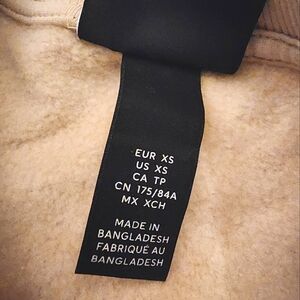 EUR XS
US XS
CA TP
CN 175/84A
MX XCH
MADE IN
BANGLADESH
FABRIQUÉ AU
BANGLADESH